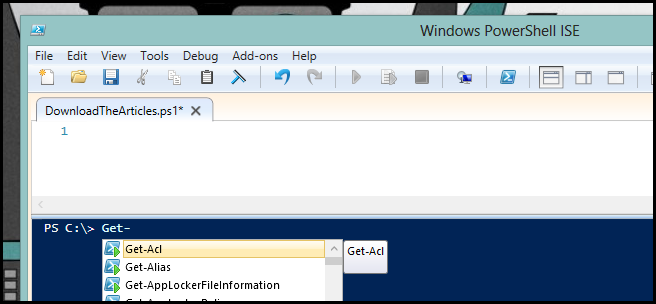 Windows PowerShell ISE
File Edit View Tools Debug Add-ons Help
DownloadTheArticles.ps1*
1
PS C:\> Get-
Get-Acl
Get-Acl
Get-Alias
Get-AppLockerFileInformation